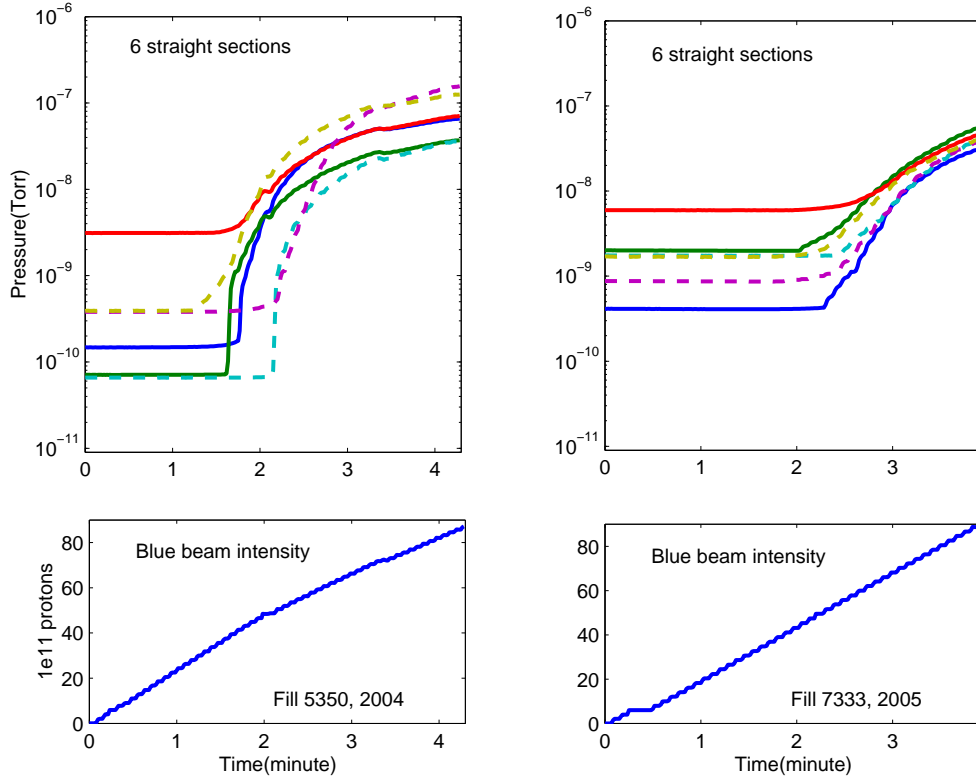 6 straight sections
Pressure(Torr)
10^−6
10^−7
10^−8
10^−9
10^−10
10^−11
0 1 2 3 4
6 straight sections
10^−6
10^−7
10^−8
10^−9
10^−10
10^−11
0 1 2 3
Blue beam intensity
1e11 protons
80
60
40
20
0
Fill 5350, 2004
0 1 2 3 4
Time(minute)
Blue beam intensity
80
60
40
20
0
Fill 7333, 2005
0 1 2 3
Time(minute)